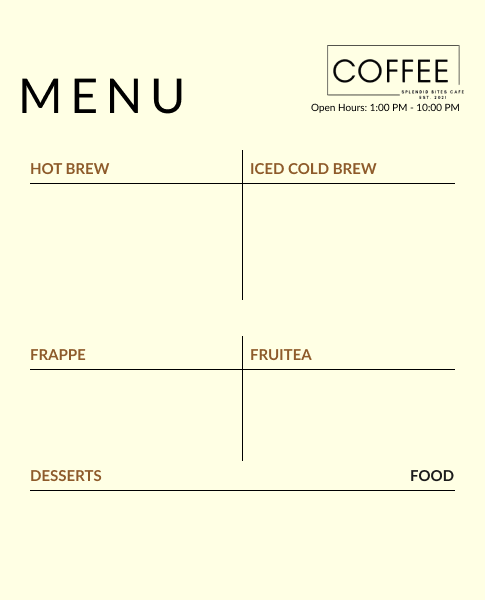 COFFEE
SPLENDID BITES CAFE
EST. 2021
MENU
Open Hours: 1:00 PM - 10:00 PM
HOT BREW
ICED COLD BREW
FRAPPE
FRUITEA
DESSERTS
FOOD